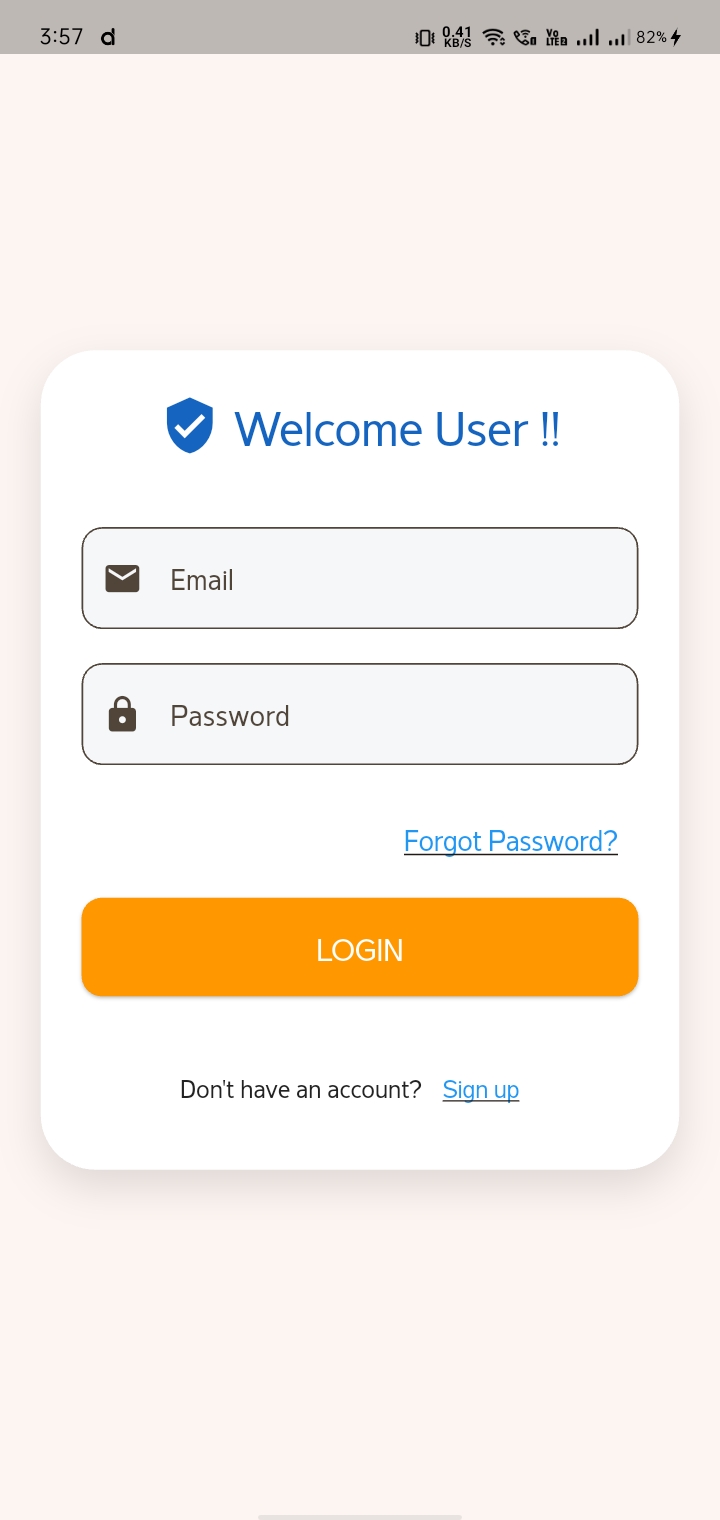 3:57 d 0.41 KB/S Vo LTE 2 82%
Welcome User !!
Email
Password
Forgot Password?
LOGIN
Don't have an account? Sign up